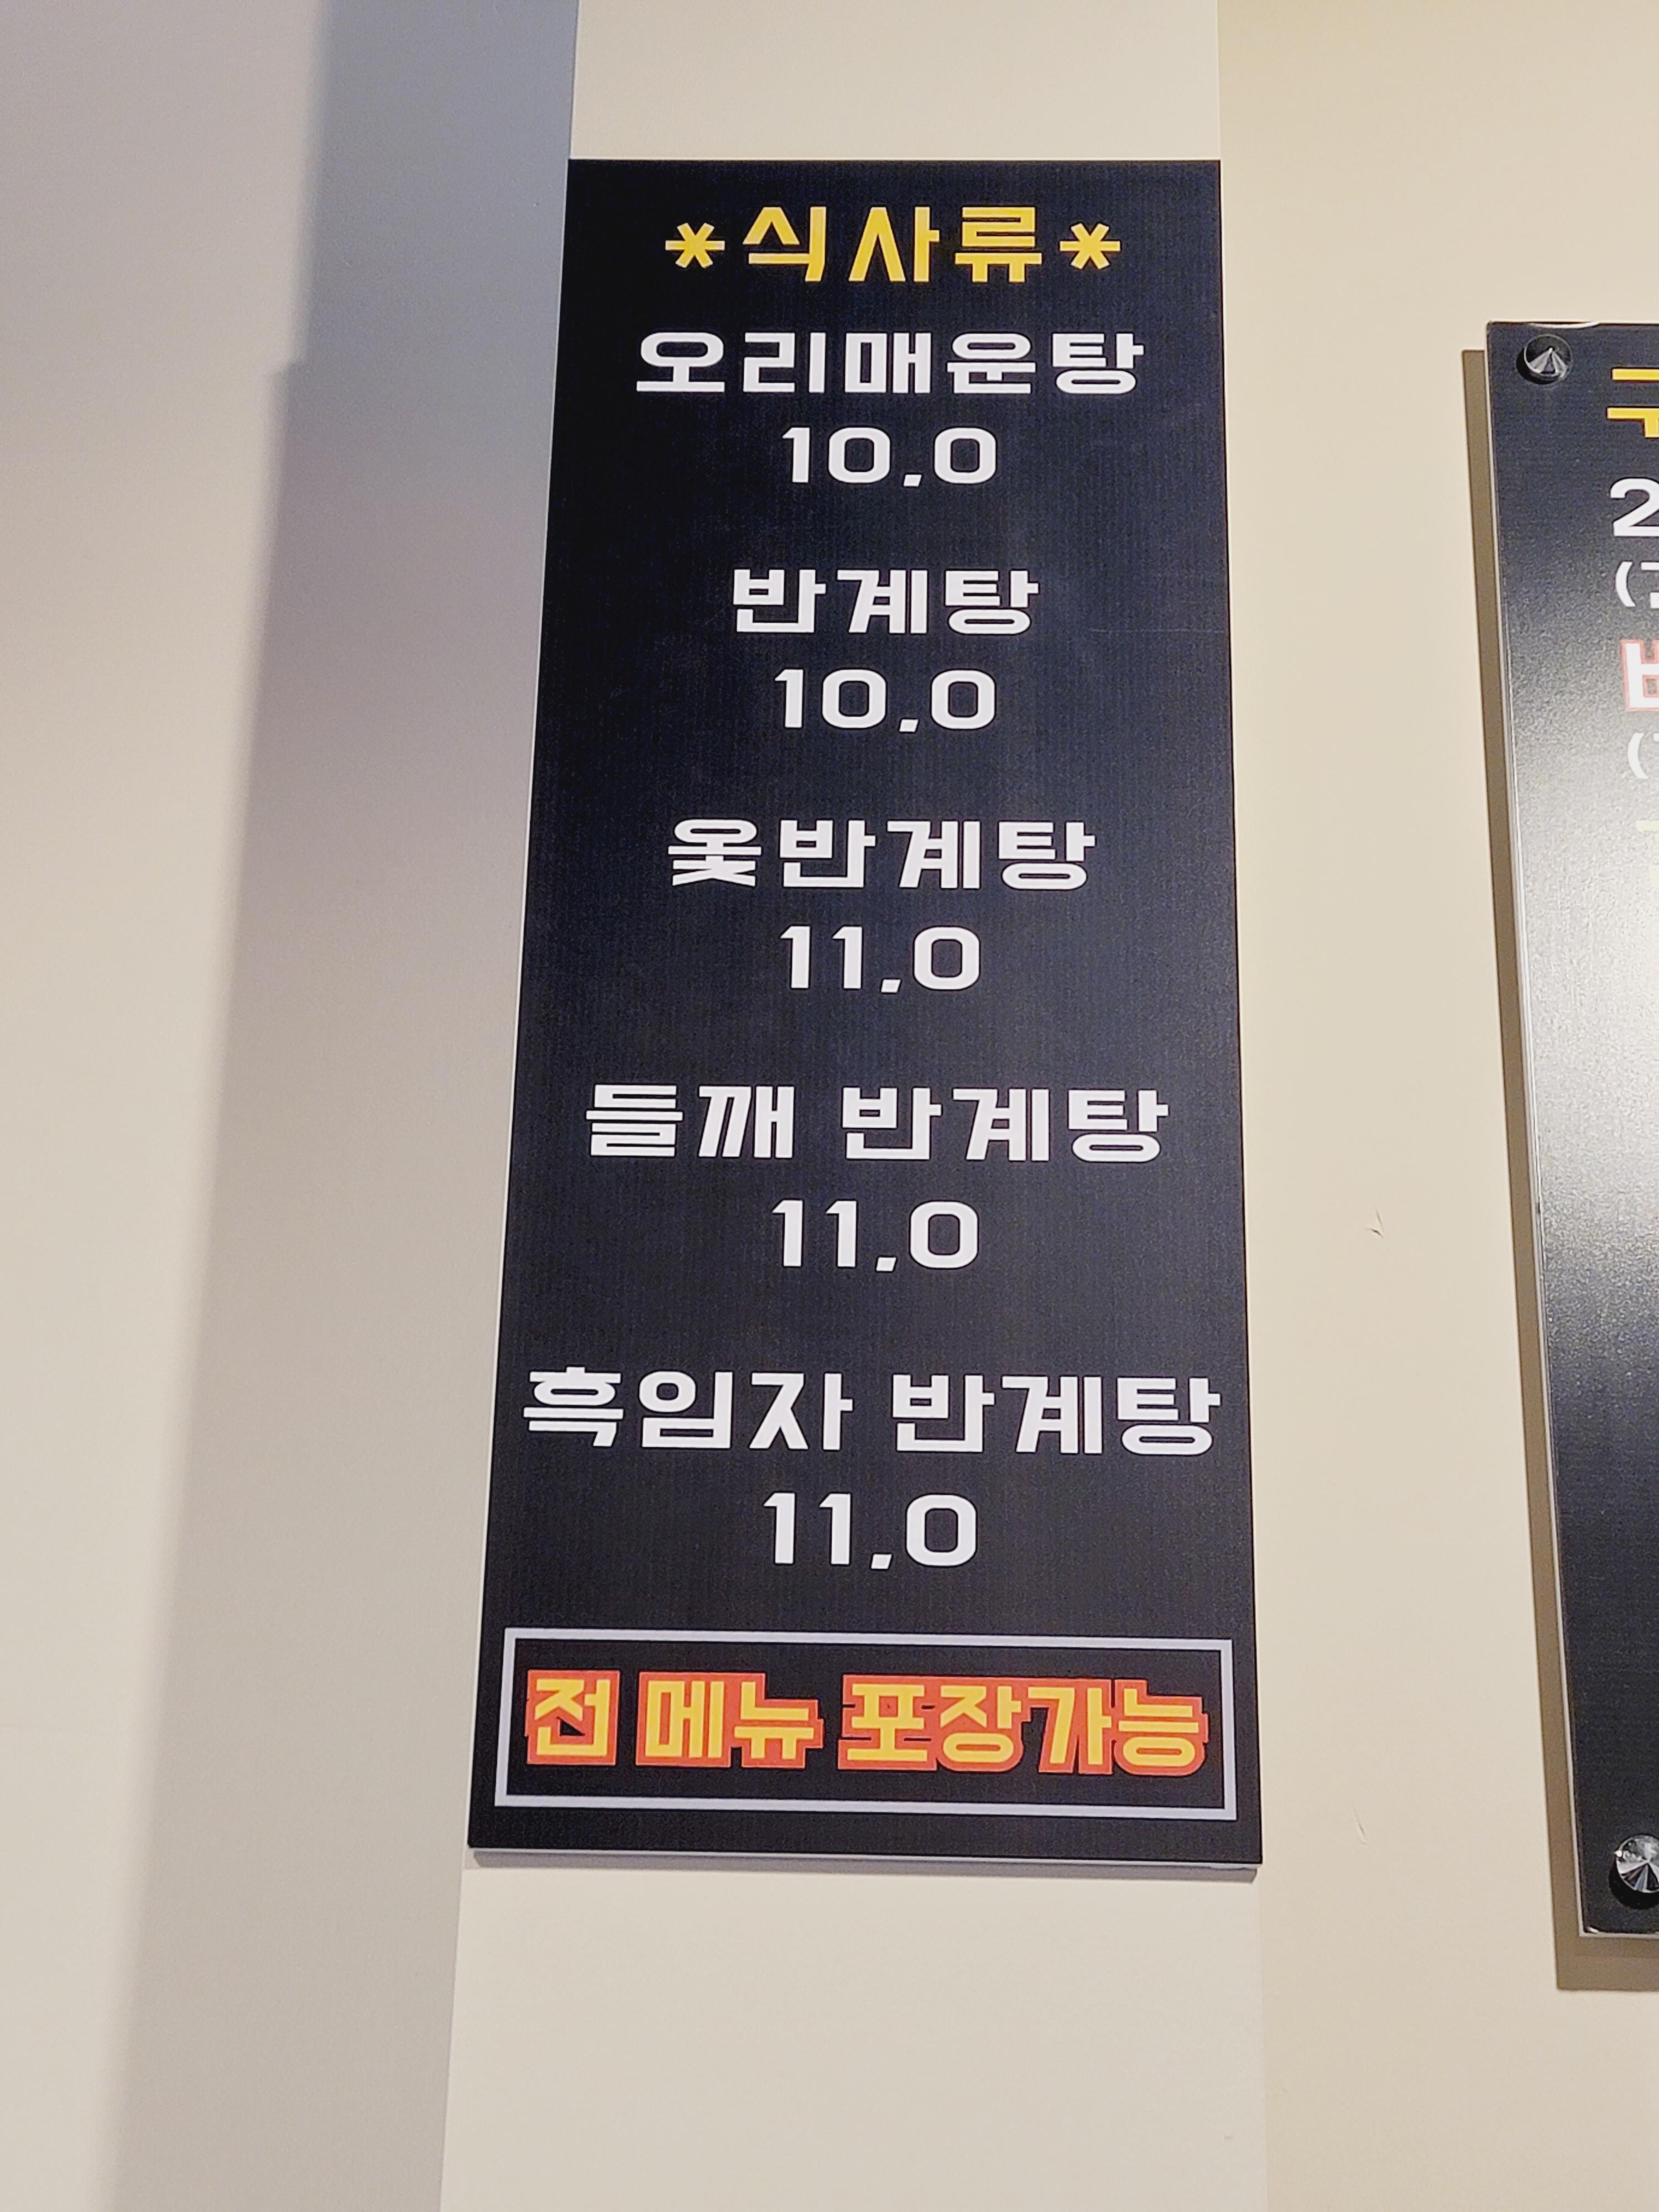 *식사류*
오리매운탕
10.0
반계탕
10.0
옻반계탕
11.0
들깨 반계탕
11.0
흑임자 반계탕
11.0
전 메뉴 포장가능
2